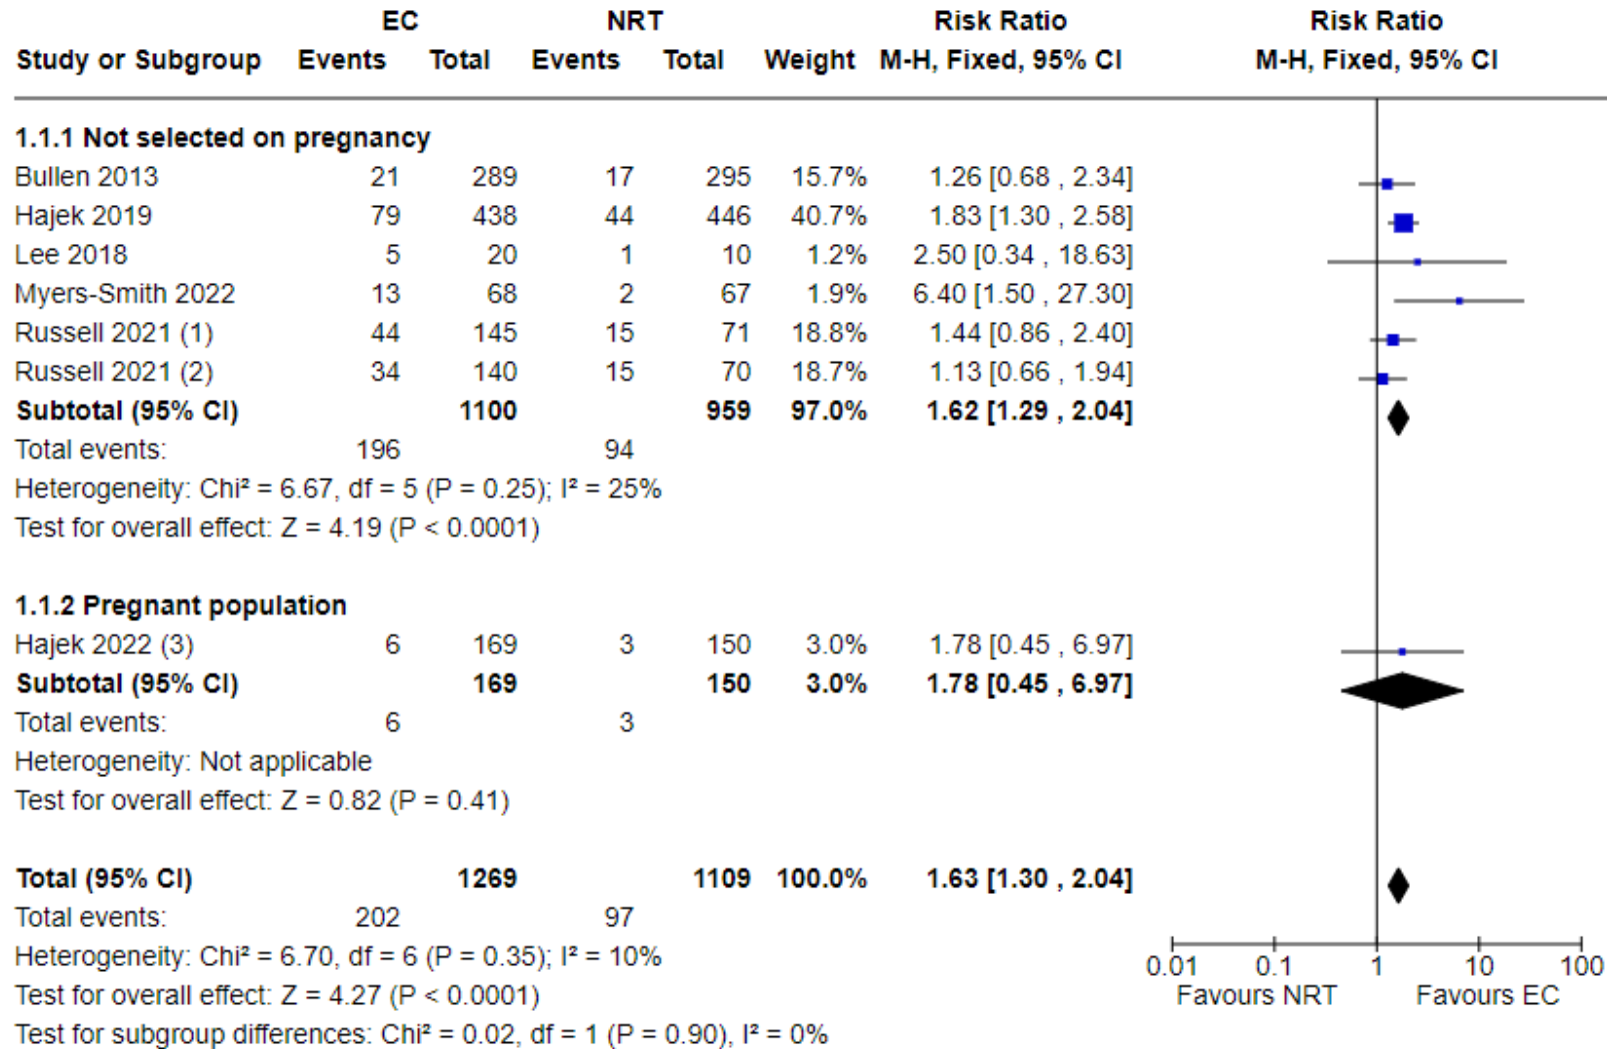 EC NRT Risk Ratio Risk Ratio
Study or Subgroup Events Total Events Total Weight M-H, Fixed, 95% CI M-H, Fixed, 95% CI
1.1.1 Not selected on pregnancy
Bullen 2013 21 289 17 295 15.7% 1.26 [0.68 , 2.34]
Hajek 2019 79 438 44 446 40.7% 1.83 [1.30 , 2.58]
Lee 2018 5 20 1 10 1.2% 2.50 [0.34 , 18.63]
Myers-Smith 2022 13 68 2 67 1.9% 6.40 [1.50 , 27.30]
Russell 2021 (1) 44 145 15 71 18.8% 1.44 [0.86 , 2.40]
Russell 2021 (2) 34 140 15 70 18.7% 1.13 [0.66 , 1.94]
Subtotal (95% CI) 1100 959 97.0% 1.62 [1.29 , 2.04]
Total events: 196 94
Heterogeneity: Chi² = 6.67, df = 5 (P = 0.25); I² = 25%
Test for overall effect: Z = 4.19 (P < 0.0001)
1.1.2 Pregnant population
Hajek 2022 (3) 6 169 3 150 3.0% 1.78 [0.45 , 6.97]
Subtotal (95% CI) 169 150 3.0% 1.78 [0.45 , 6.97]
Total events: 6 3
Heterogeneity: Not applicable
Test for overall effect: Z = 0.82 (P = 0.41)
Total (95% CI) 1269 1109 100.0% 1.63 [1.30 , 2.04]
Total events: 202 97
Heterogeneity: Chi² = 6.70, df = 6 (P = 0.35); I² = 10%
Test for overall effect: Z = 4.27 (P < 0.0001)
Test for subgroup differences: Chi² = 0.02, df = 1 (P = 0.90), I² = 0%
0.01 0.1 1 10 100
Favours NRT Favours EC